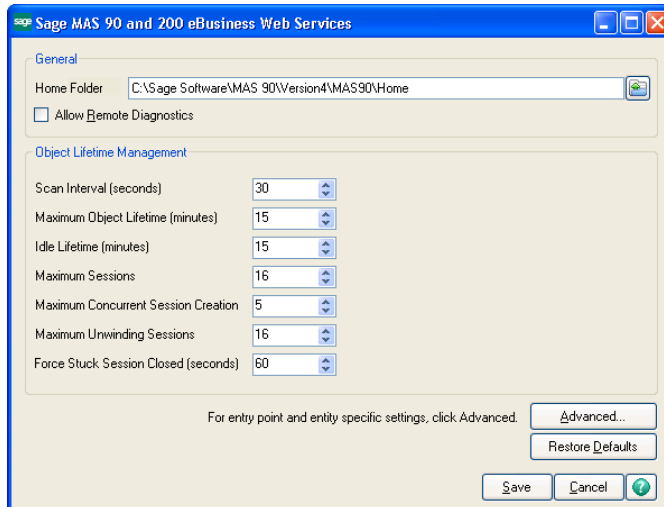 sage Sage MAS 90 and 200 eBusiness Web Services
General
Home Folder C:\Sage Software\MAS 90\Version4\MAS90\Home
Allow Remote Diagnostics
Object Lifetime Management
Scan Interval (seconds) 30
Maximum Object Lifetime (minutes) 15
Idle Lifetime (minutes) 15
Maximum Sessions 16
Maximum Concurrent Session Creation 5
Maximum Unwinding Sessions 16
Force Stuck Session Closed (seconds) 60
For entry point and entity specific settings, click Advanced. Advanced...
Restore Defaults
Save Cancel ?